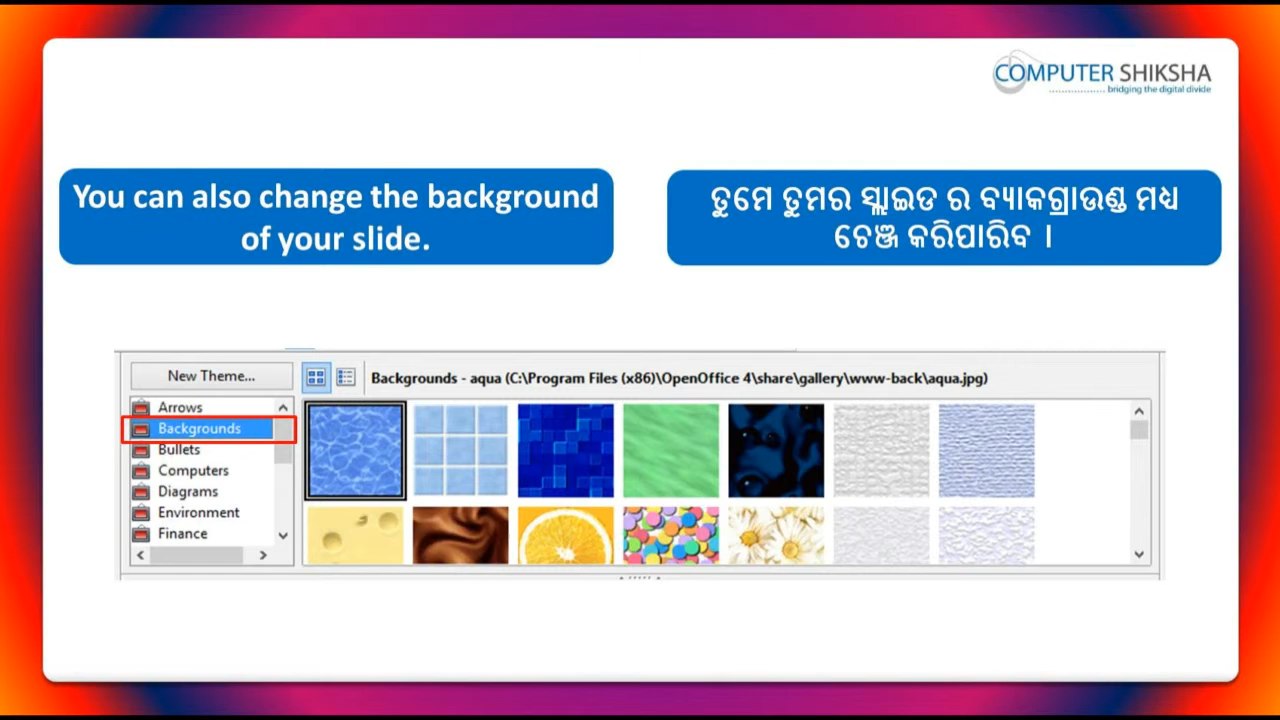 COMPUTER SHIKSHA
bridging the digital divide
You can also change the background
of your slide.
ତୁମେ ତୁମର ସ୍ଲାଇଡ ର ବ୍ୟାକଗ୍ରାଉଣ୍ଡ ମଧ୍ୟ
ଚେଞ୍ଜ କରିପାରିବ ।
New Theme...
Backgrounds - aqua (C:\Program Files (x86)\OpenOffice 4\share\gallery\www-back\aqua.jpg)
Arrows
Backgrounds
Bullets
Computers
Diagrams
Environment
Finance